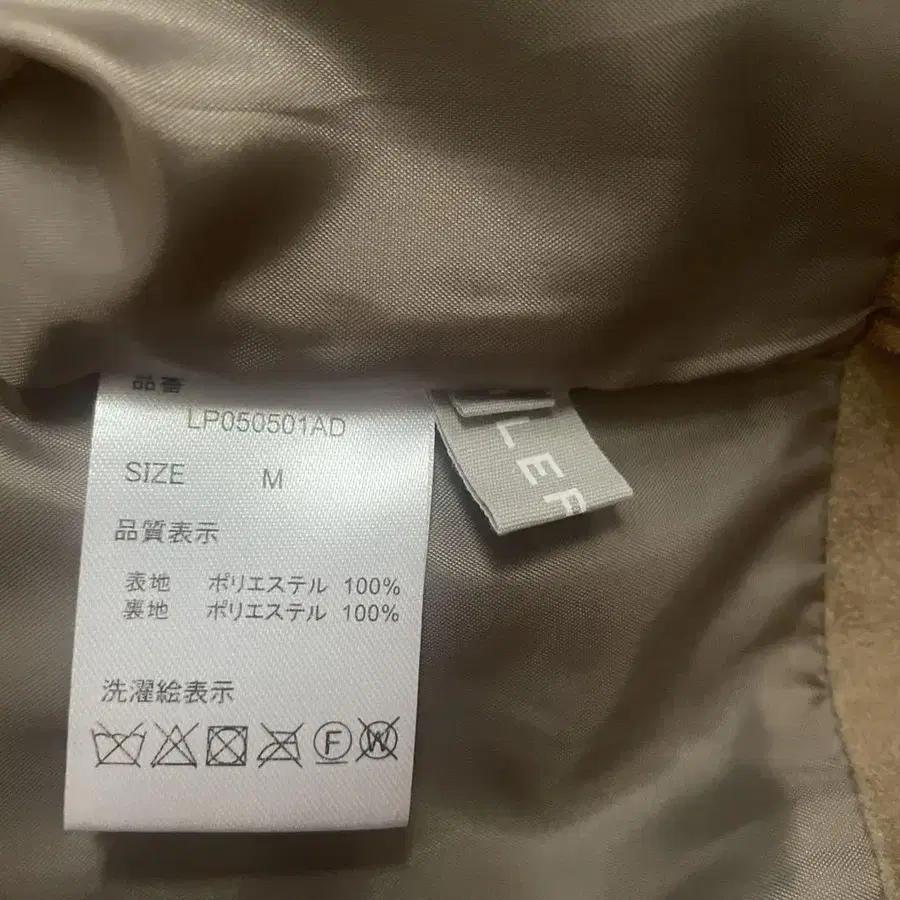 品番
LP050501AD
SIZE M
品質表示
表地 ポリエステル 100%
裏地 ポリエステル 100%
洗濯絵表示
F W